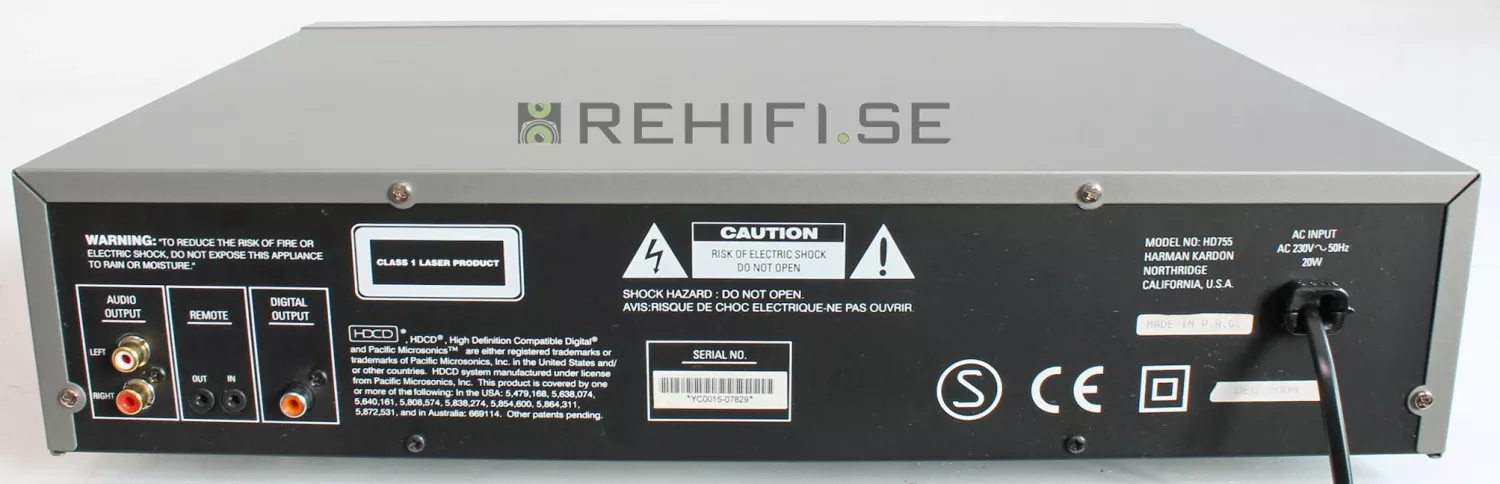 REHIFI.SE
WARNING: "TO REDUCE THE RISK OF FIRE OR
ELECTRIC SHOCK, DO NOT EXPOSE THIS APPLIANCE
TO RAIN OR MOISTURE."
AUDIO
OUTPUT
LEFT
RIGHT
REMOTE
OUT IN
DIGITAL
OUTPUT
CLASS 1 LASER PRODUCT
HDCD®, HDCD®, High Definition Compatible Digital®
and Pacific Microsonics™ are either registered trademarks or
trademarks of Pacific Microsonics, Inc. in the United States and/
or other countries. HDCD system manufactured under license
from Pacific Microsonics, Inc. This product is covered by one
or more of the following: In the USA: 5,479,168, 5,638,074,
5,640,161, 5,808,574, 5,838,274, 5,854,600, 5,864,311,
5,872,531, and in Australia: 669114. Other patents pending.
CAUTION
RISK OF ELECTRIC SHOCK
DO NOT OPEN
SHOCK HAZARD : DO NOT OPEN.
AVIS:RISQUE DE CHOC ELECTRIQUE-NE PAS OUVRIR.
SERIAL NO.
*YC0015-07829*
S
CE
MODEL NO: HD755
HARMAN KARDON
NORTHRIDGE
CALIFORNIA, U.S.A.
MADE IN P.R.C.
AC INPUT
AC 230V~50Hz
20W
DEC